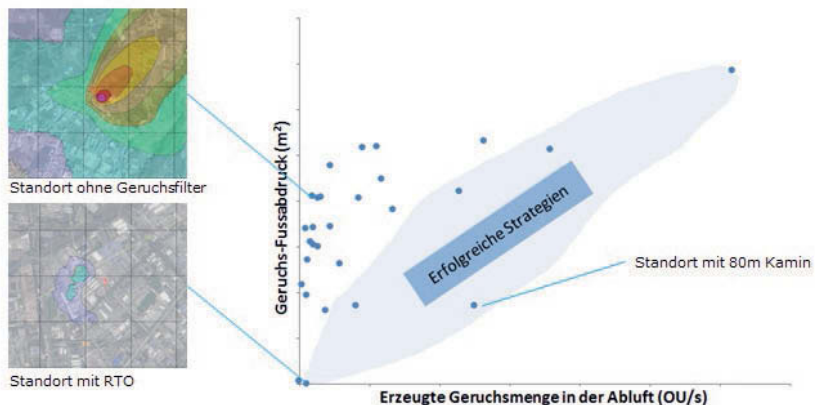 Standort ohne Geruchsfilter
Standort mit RTO
Geruchs-Fussabdruck (m²)
Erfolgreiche Strategien
Standort mit 80m Kamin
Erzeugte Geruchsmenge in der Abluft (OU/s)